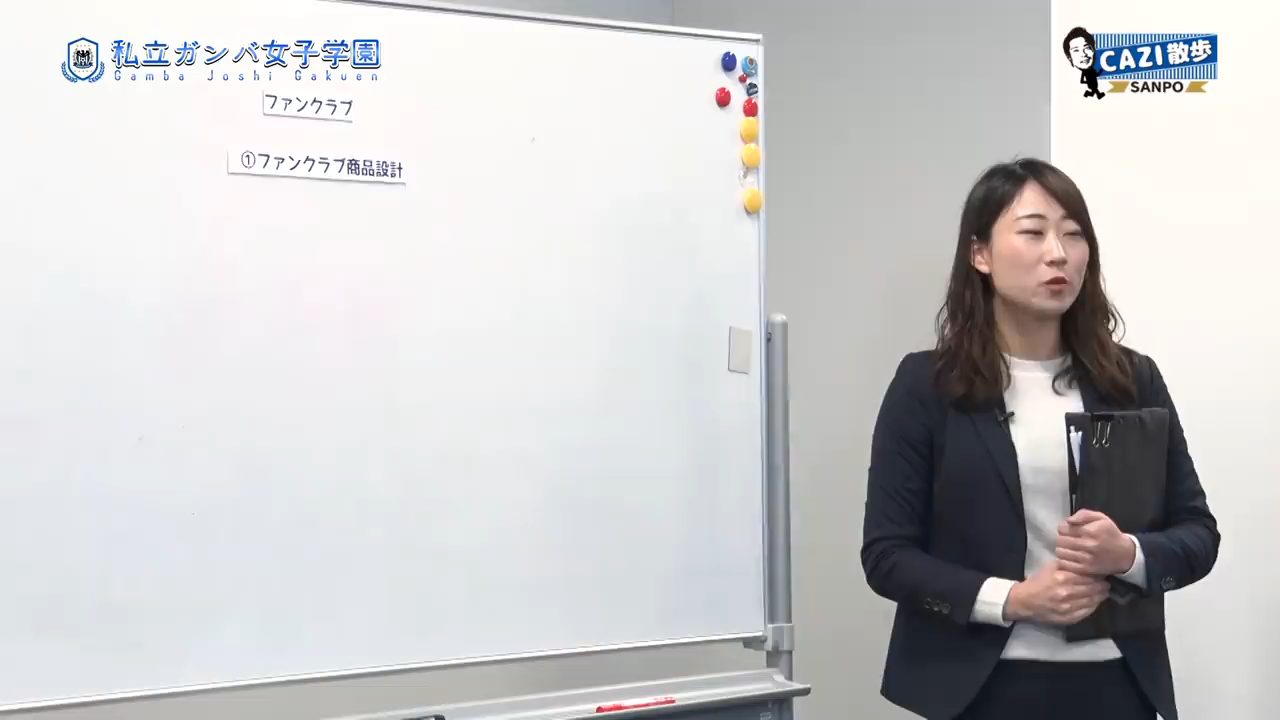 私立ガンバ女子学園
Gamba Joshi Gakuen
CAZI散歩
SANPO
ファンクラブ
①ファンクラブ商品設計